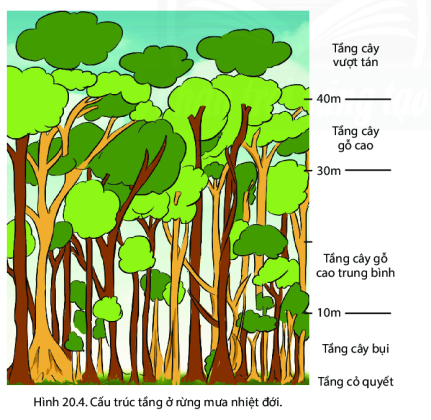 Tầng cây
vượt tán
40m
Tầng cây
gỗ cao
30m
Tầng cây gỗ
cao trung bình
10m
Tầng cây bụi
Tầng cỏ quyết
Hình 20.4. Cấu trúc tầng ở rừng mưa nhiệt đới.